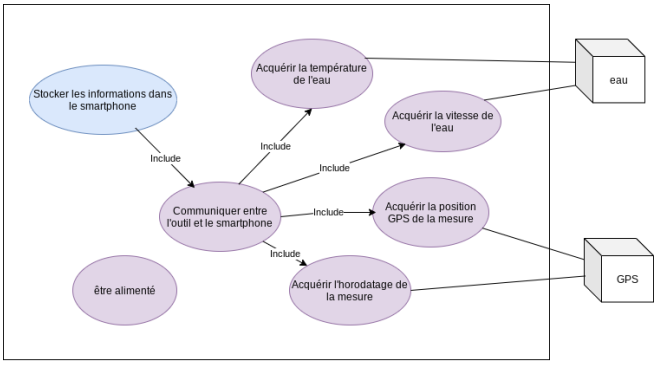 Acquérir la température
de l'eau
eau
Stocker les informations dans
le smartphone
Acquérir la vitesse de
l'eau
Include
Include
Include
Communiquer entre
l'outil et le smartphone
Include
Acquérir la position
GPS de la mesure
Include
être alimenté
Acquérir l'horodatage de
la mesure
GPS